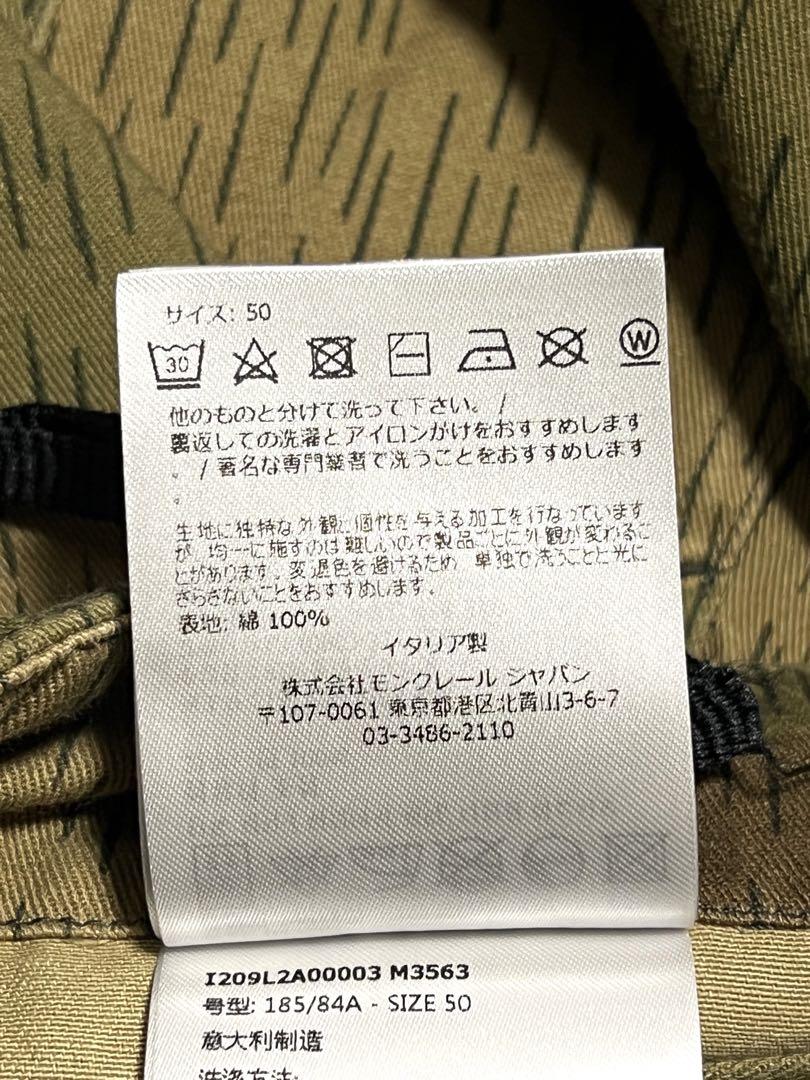 サイズ: 50
30
W
他のものと分けて洗って下さい。 /
裏返しての洗濯とアイロンがけをおすすめします
。/ 著名な専門業者で洗うことをおすすめします
。
生地に独特な外観と個性を与える加工を行なっています
が、均一に施すのは難しいので製品ごとに外観が変わるこ
とがあります。変退色を避けるため、単独で洗うことと光に
さらさないことをおすすめします。
表地: 綿 100%
イタリア製
株式会社 モンクレール ジャパン
〒107-0061 東京都港区北青山3-6-7
03-3486-2110
I209L2A00003 M3563
号型: 185/84A - SIZE 50
意大利制造
洗涤方法: